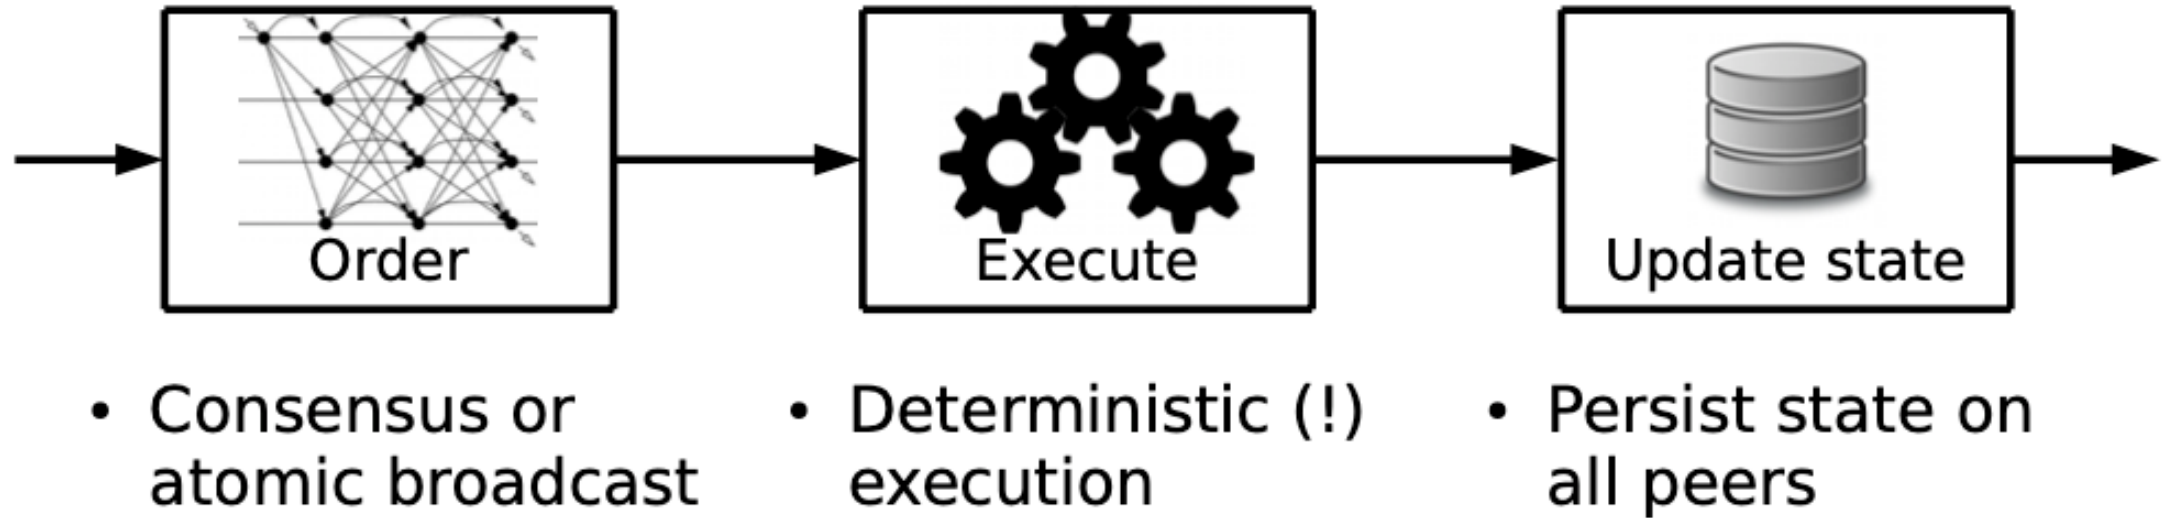 Order
Execute
Update state
• Consensus or
atomic broadcast
• Deterministic (!)
execution
• Persist state on
all peers